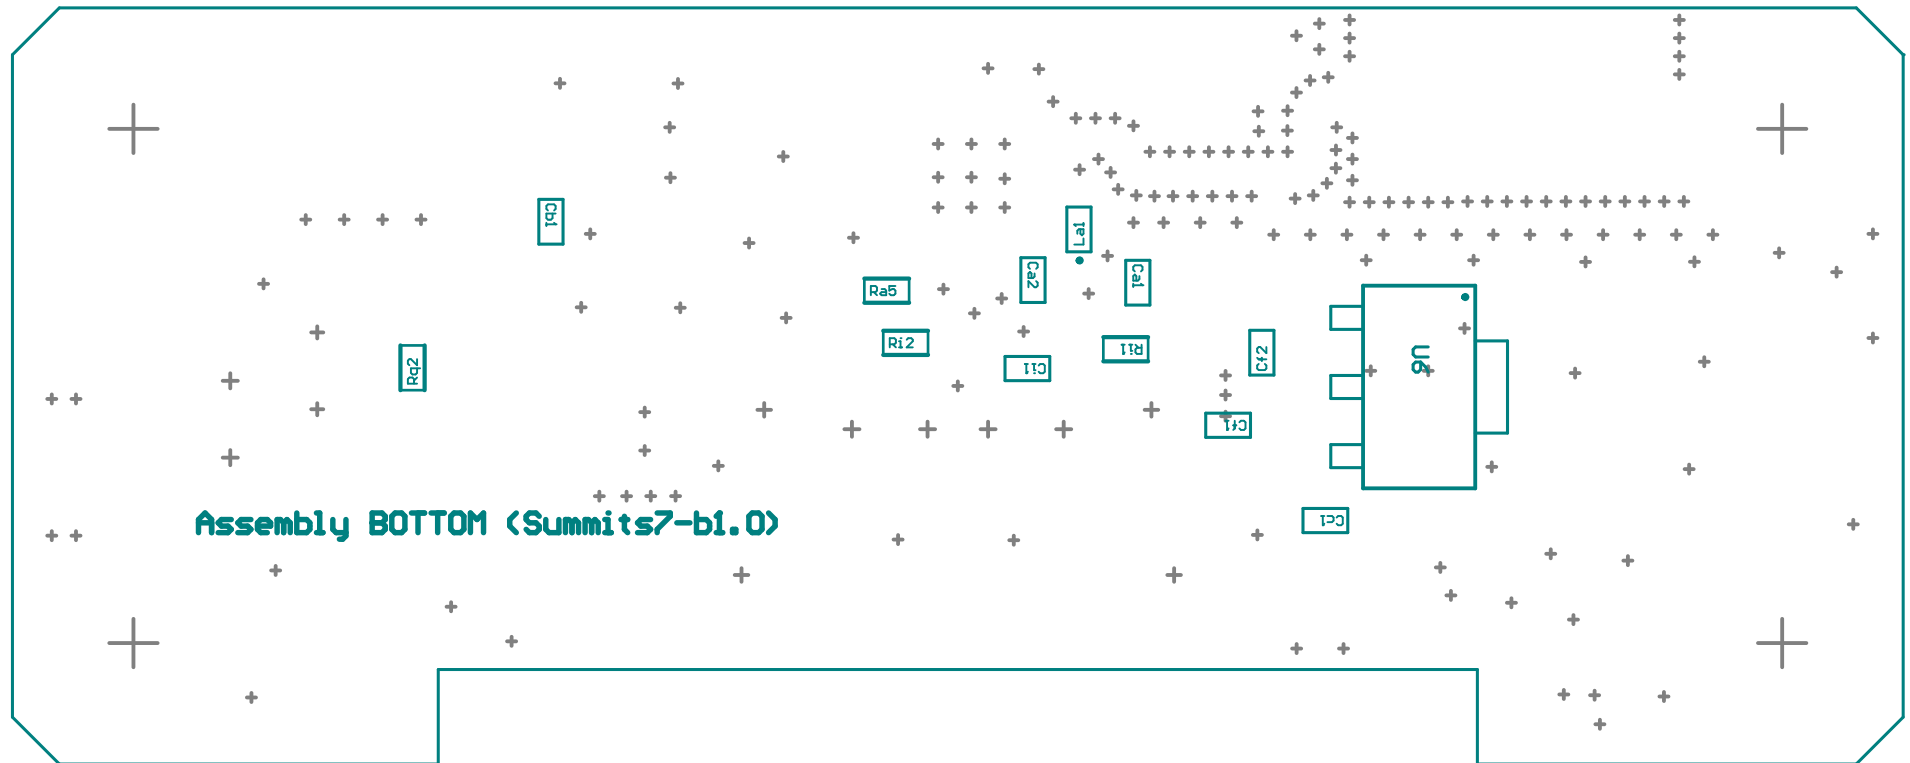 Cb1
La1
Ca2
Ca1
Ra5
Ri2
Ri1
Cf2
U6
Rq2
Ci1
Cf1
Cc1
Assembly BOTTOM (Summits7-b1.0)